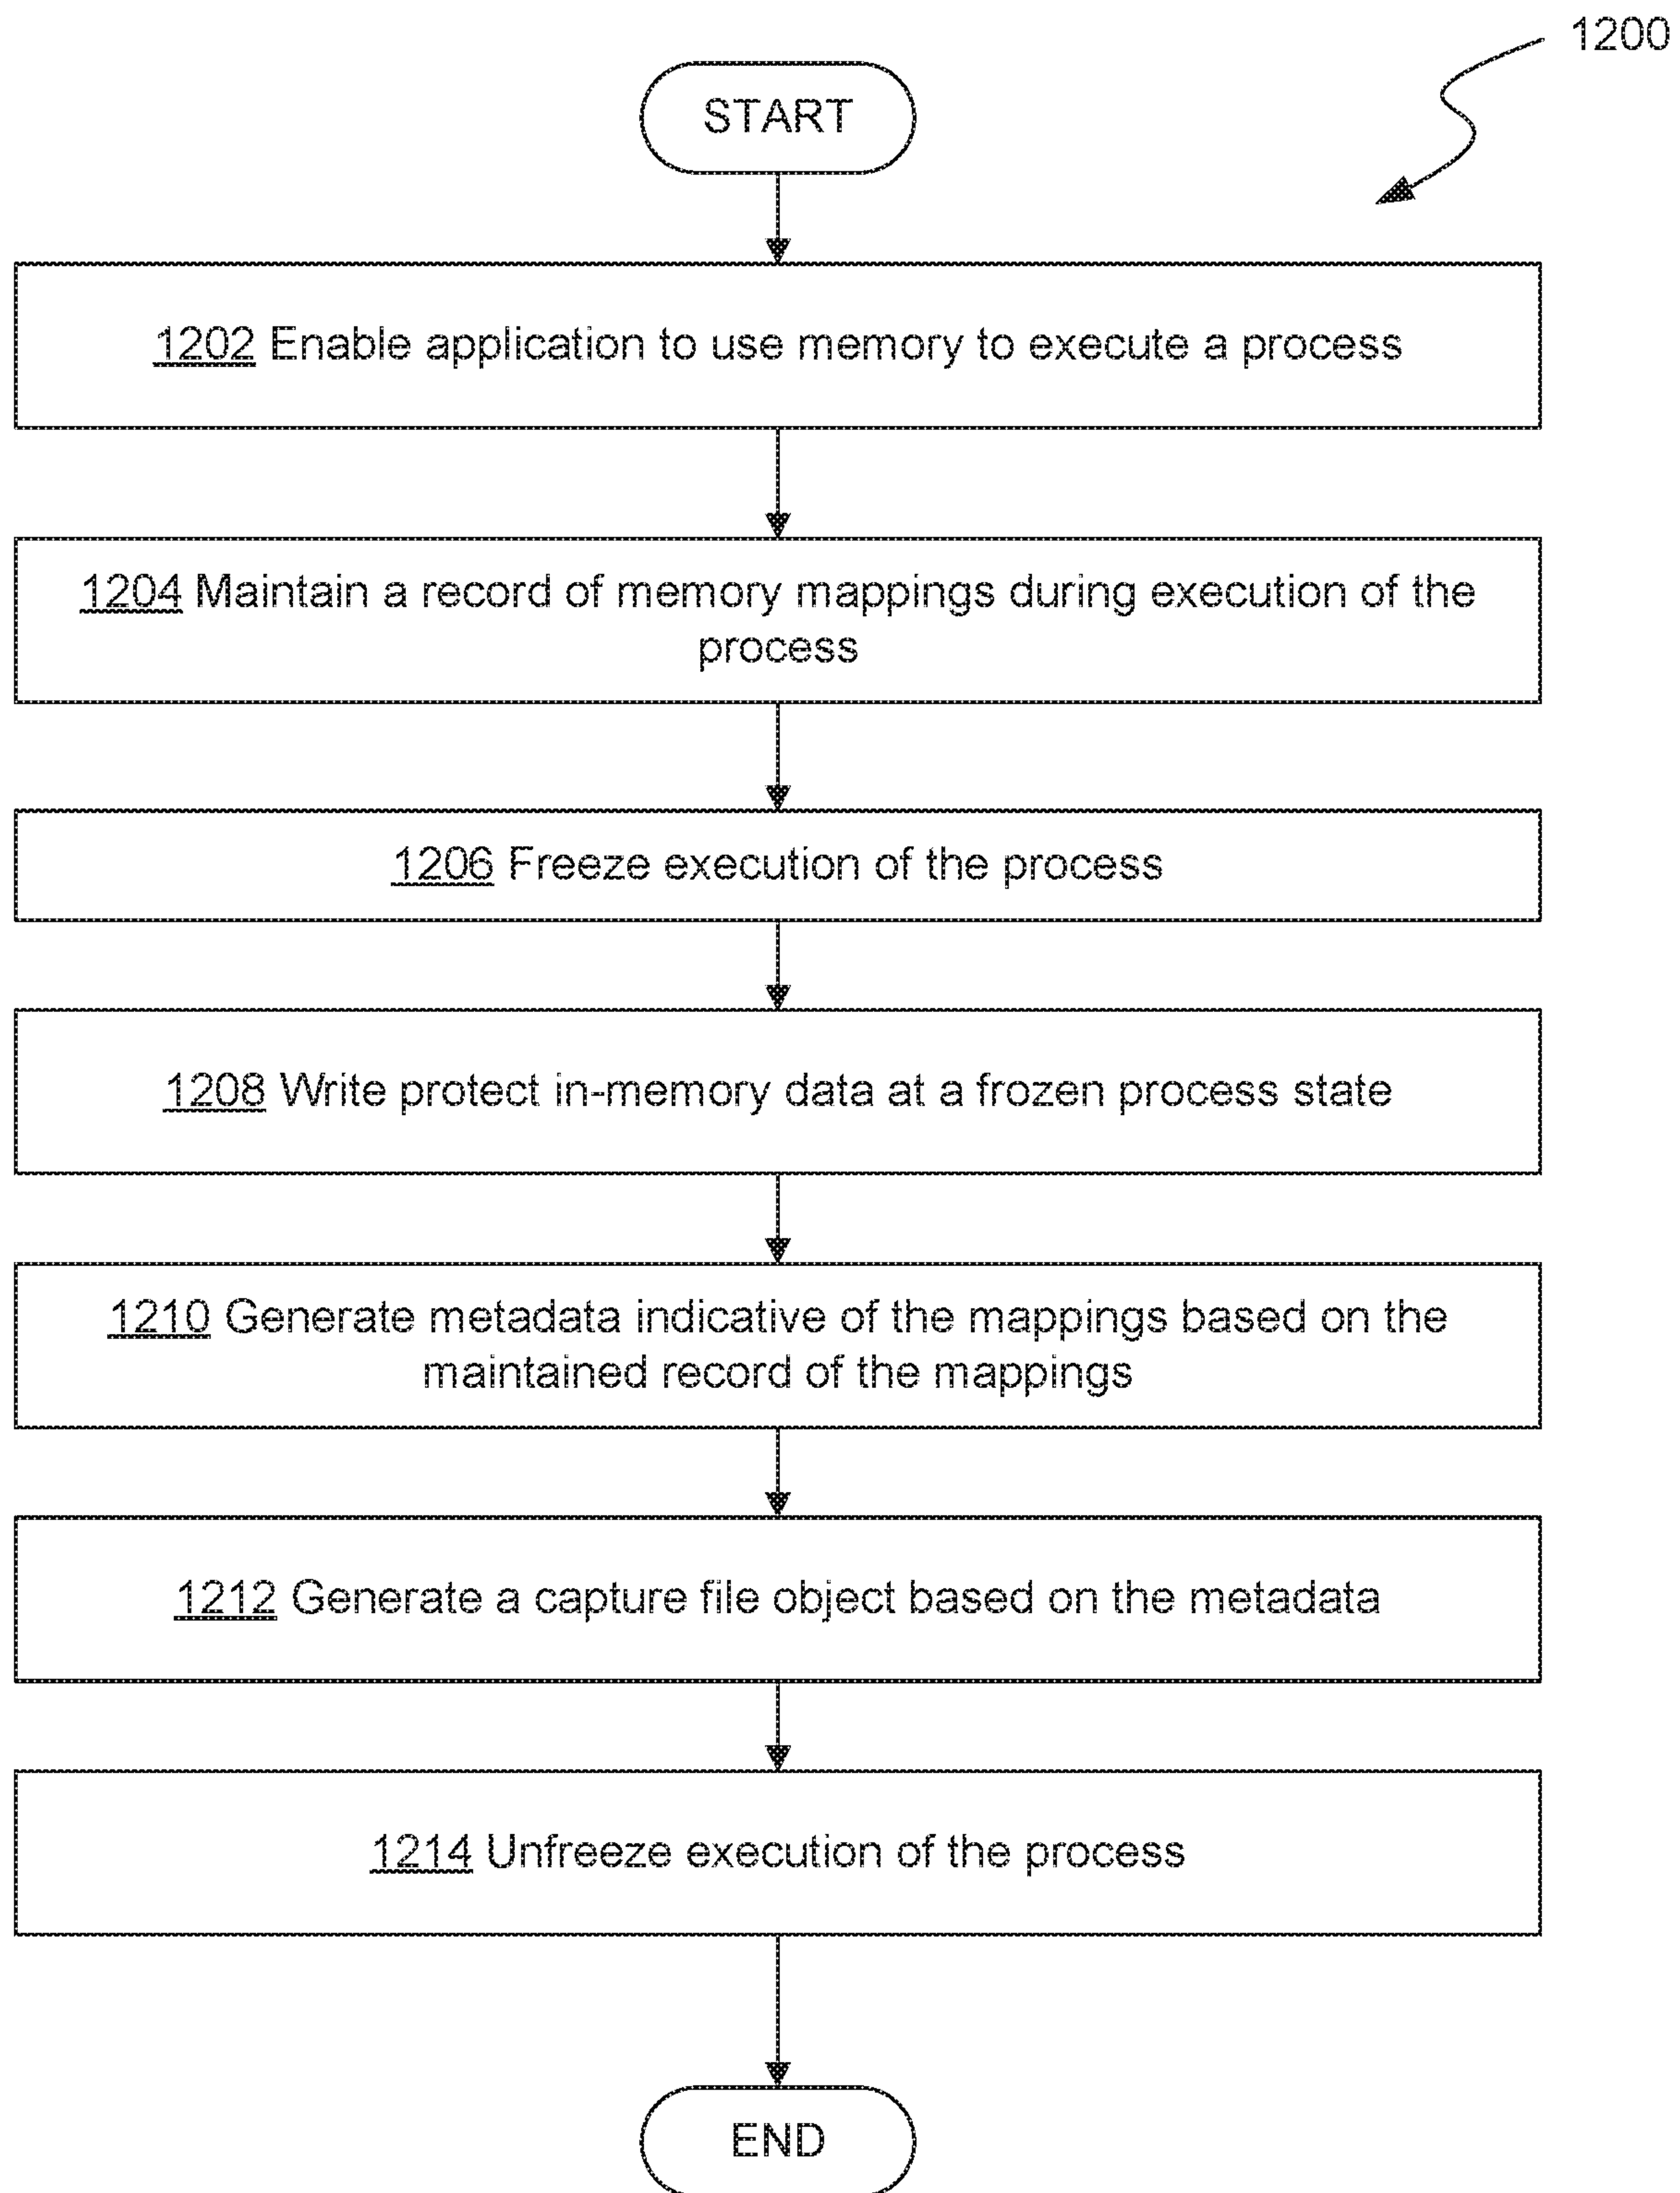 1200
START
1202 Enable application to use memory to execute a process
1204 Maintain a record of memory mappings during execution of the
process
1206 Freeze execution of the process
1208 Write protect in-memory data at a frozen process state
1210 Generate metadata indicative of the mappings based on the
maintained record of the mappings
1212 Generate a capture file object based on the metadata
1214 Unfreeze execution of the process
END